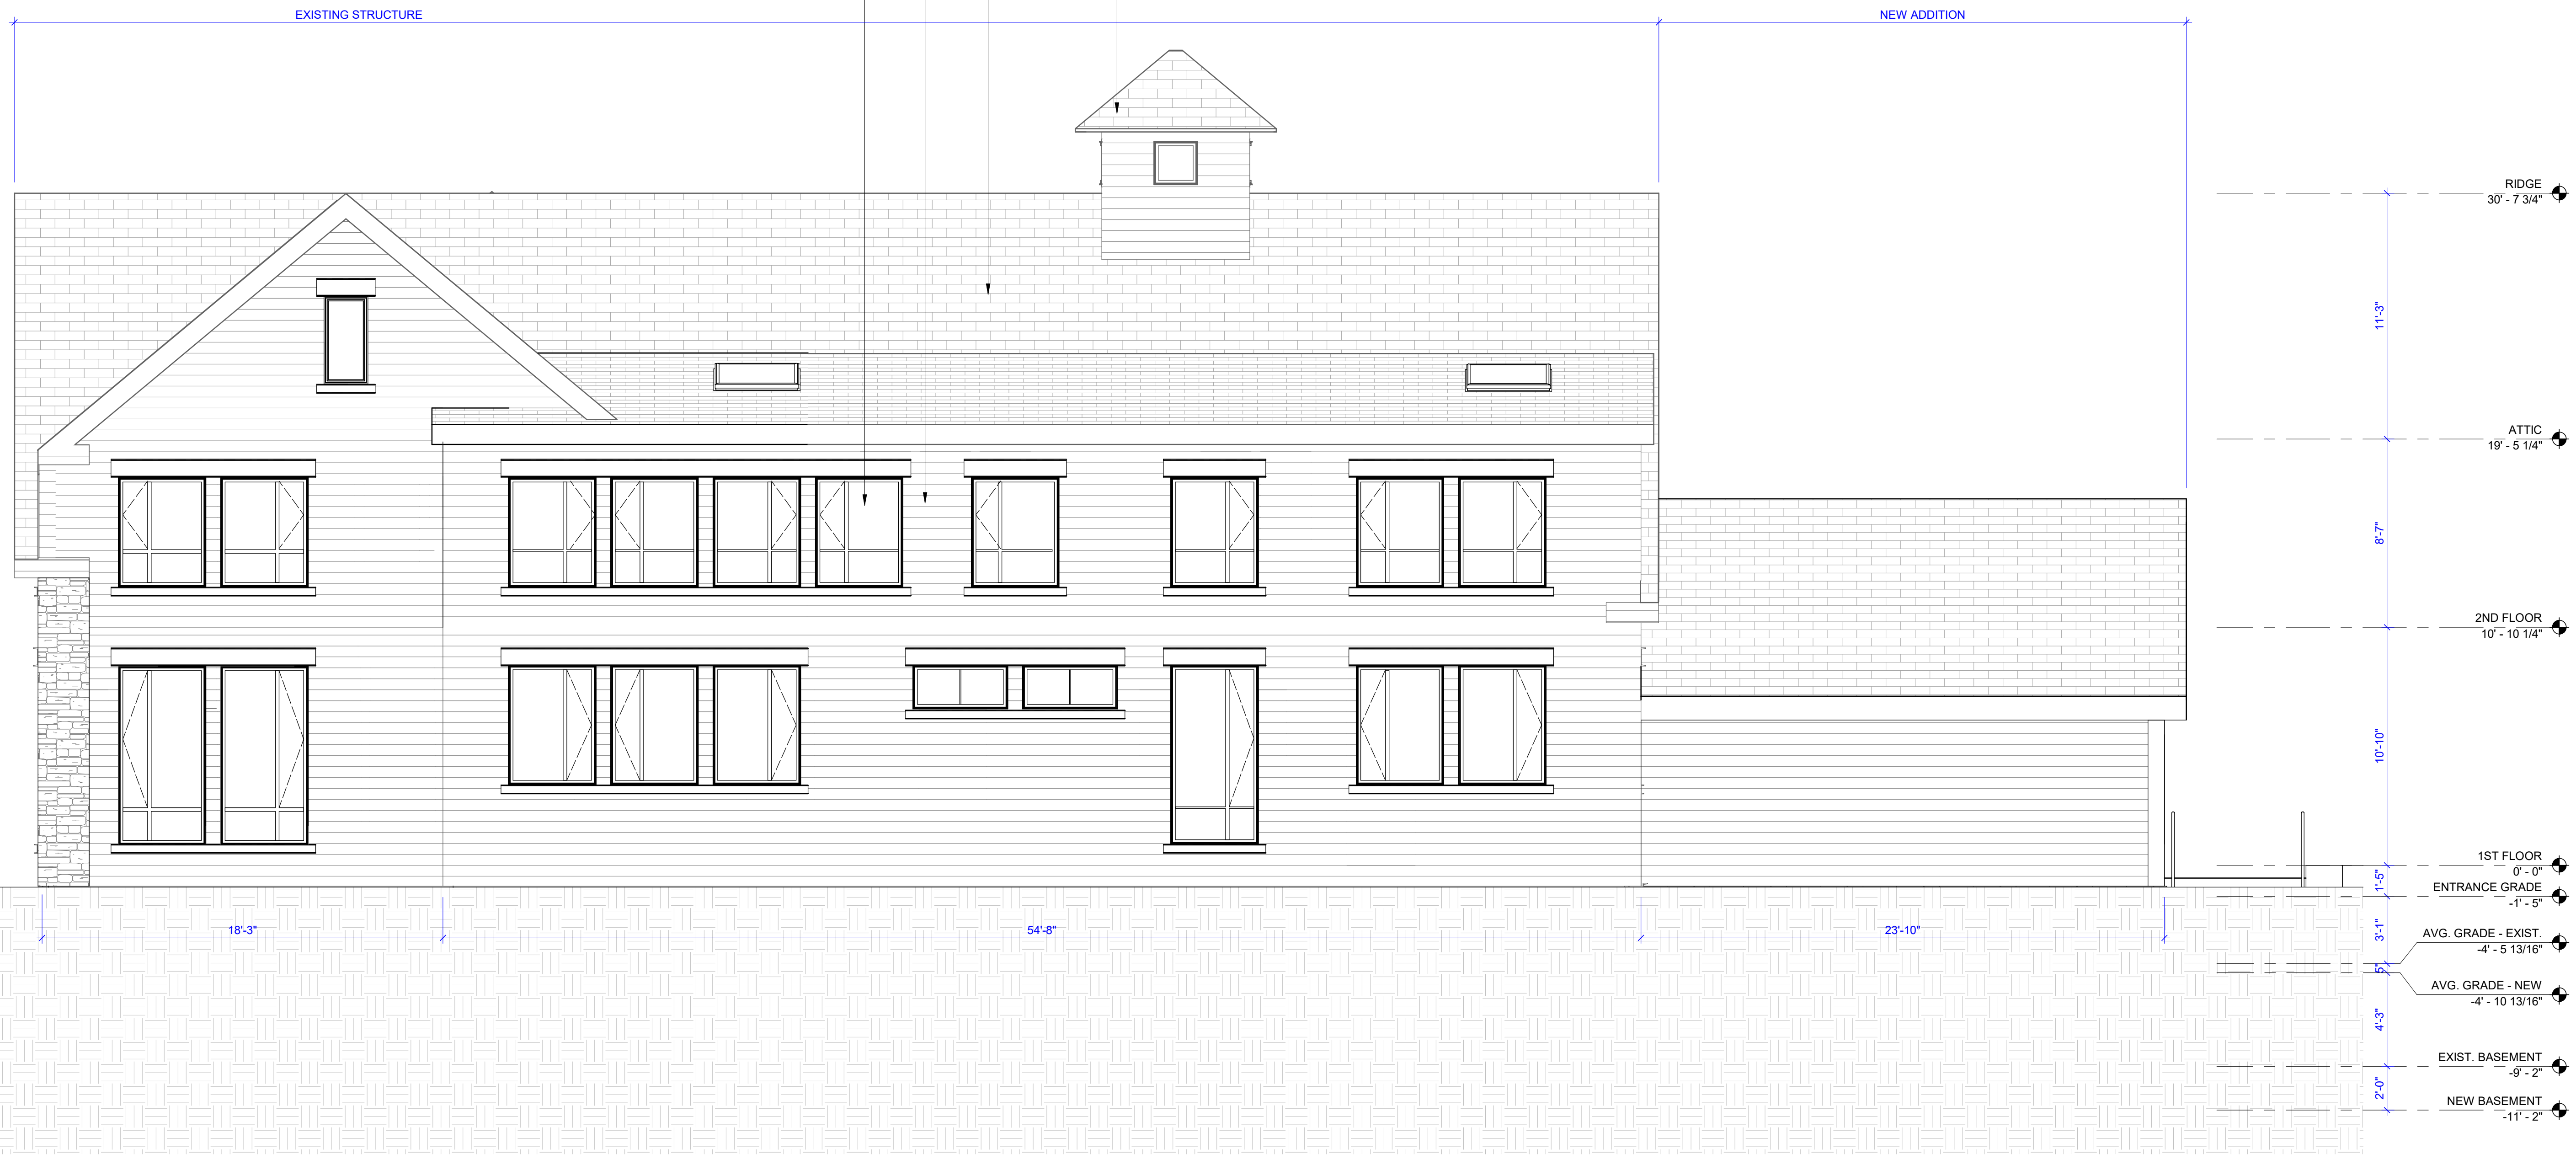 EXISTING STRUCTURE
NEW ADDITION
RIDGE
30' - 7 3/4"
11'-3"
ATTIC
19' - 5 1/4"
8'-7"
2ND FLOOR
10' - 10 1/4"
10'-10"
1ST FLOOR
0' - 0"
1'-5"
ENTRANCE GRADE
-1' - 5"
18'-3"
54'-8"
23'-10"
3'-1"
AVG. GRADE - EXIST.
-4' - 5 13/16"
5"
AVG. GRADE - NEW
-4' - 10 13/16"
4'-3"
EXIST. BASEMENT
-9' - 2"
2'-0"
NEW BASEMENT
-11' - 2"